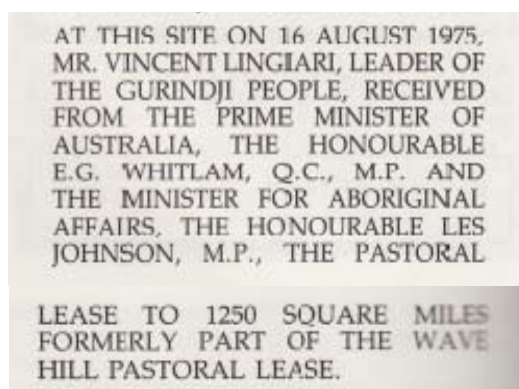 AT THIS SITE ON 16 AUGUST 1975,
MR. VINCENT LINGIARI, LEADER OF
THE GURINDJI PEOPLE, RECEIVED
FROM THE PRIME MINISTER OF
AUSTRALIA, THE HONOURABLE
E.G. WHITLAM, Q.C., M.P. AND
THE MINISTER FOR ABORIGINAL
AFFAIRS, THE HONOURABLE LES
JOHNSON, M.P., THE PASTORAL
LEASE TO 1250 SQUARE MILES
FORMERLY PART OF THE WAVE
HILL PASTORAL LEASE.